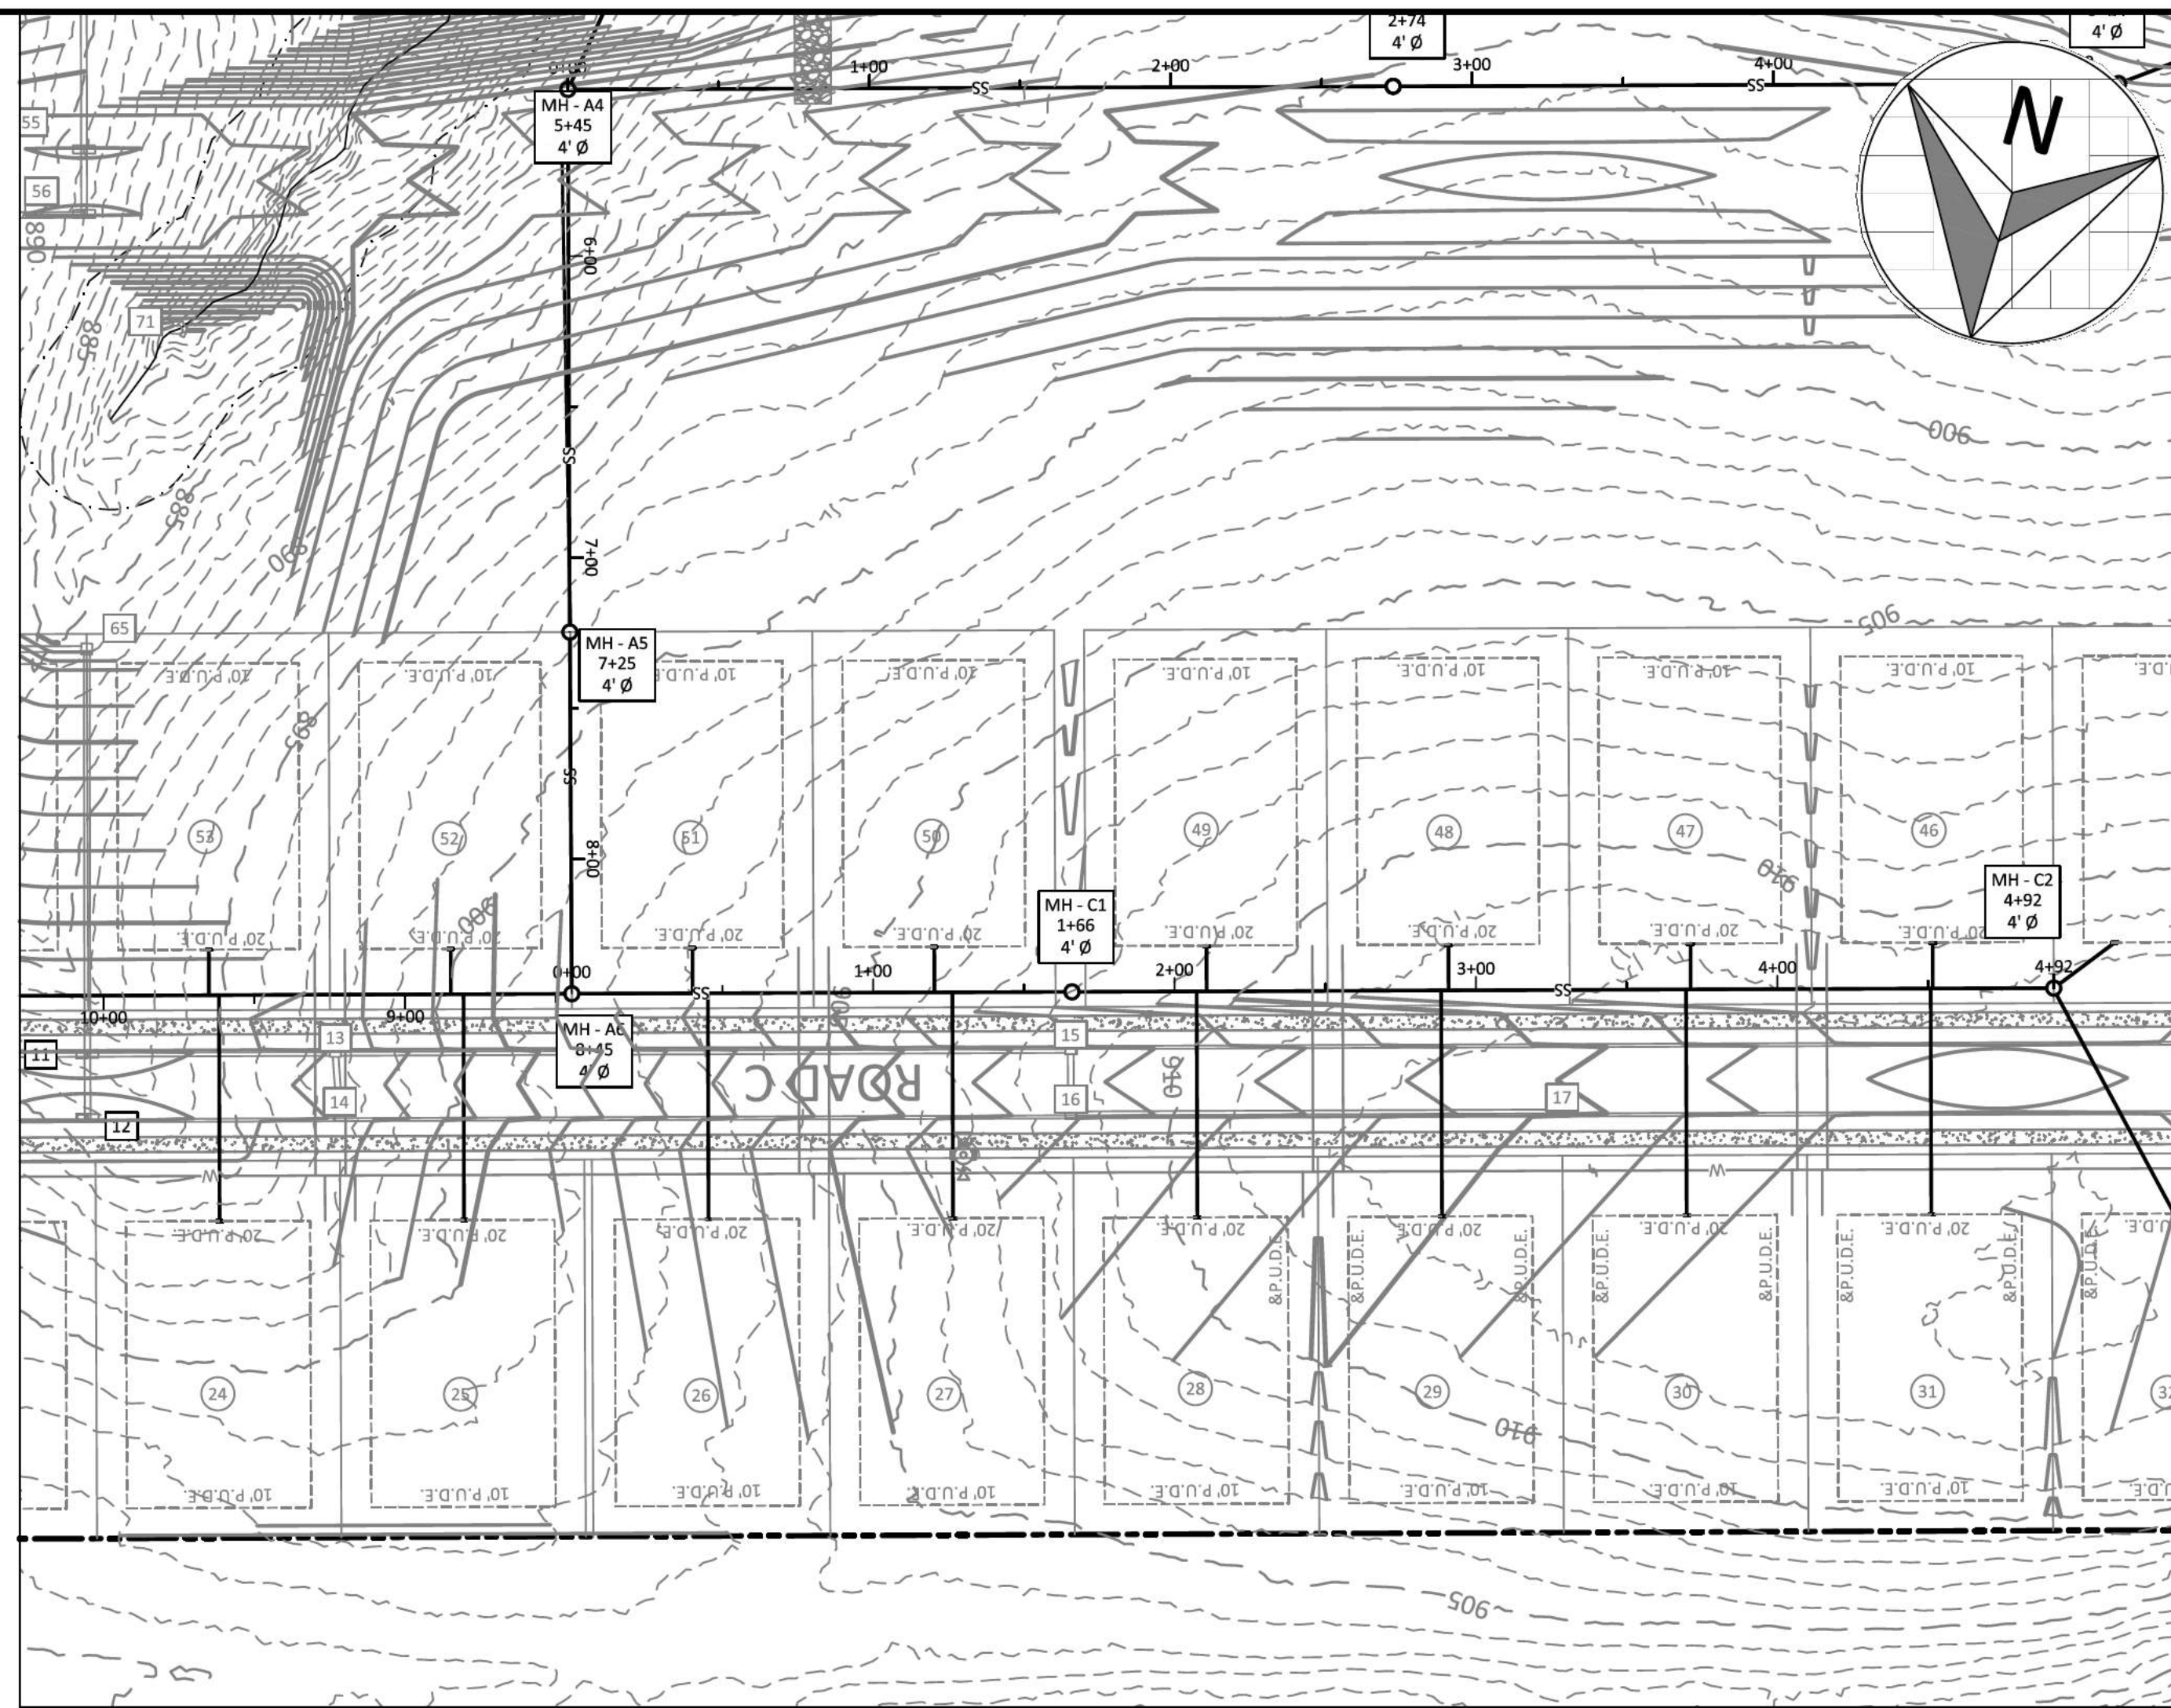 2+74
4' Ø
4' Ø
N
1+00
2+00
3+00
4+00
SS
SS
MH - A4
5+45
4' Ø
55
56
890
6+00
71
885
SS
900
885
890
7+00
905
65
MH - A5
7+25
4' Ø
10' P.U.D.E.
10' P.U.D.E.
10' P.U.D.E.
10' P.U.D.E.
10' P.U.D.E.
10' P.U.D.E.
10' P.U.D.E.
895
SS
53
52
51
50
49
48
47
46
8+00
910
MH - C1
1+66
4' Ø
MH - C2
4+92
4' Ø
900
20' P.U.D.E.
20' P.U.D.E.
20' P.U.D.E.
20' P.U.D.E.
20' P.U.D.E.
20' P.U.D.E.
20' P.U.D.E.
20' P.U.D.E.
0+00
1+00
2+00
3+00
4+00
4+92
SS
SS
10+00
9+00
MH - A6
8+45
4' Ø
11
13
15
ROAD C
910
14
16
17
12
W
W
20' P.U.D.E.
20' P.U.D.E.
20' P.U.D.E.
20' P.U.D.E.
20' P.U.D.E.
20' P.U.D.E.
20' P.U.D.E.
20' P.U.D.E.
&P.U.D.E.
&P.U.D.E.
&P.U.D.E.
&P.U.D.E.
&P.U.D.E.
&P.U.D.E.
&P.U.D.E.
&P.U.D.E.
24
25
26
27
28
29
30
31
910
10' P.U.D.E.
10' P.U.D.E.
10' P.U.D.E.
10' P.U.D.E.
10' P.U.D.E.
10' P.U.D.E.
10' P.U.D.E.
10' P.U.D.E.
905